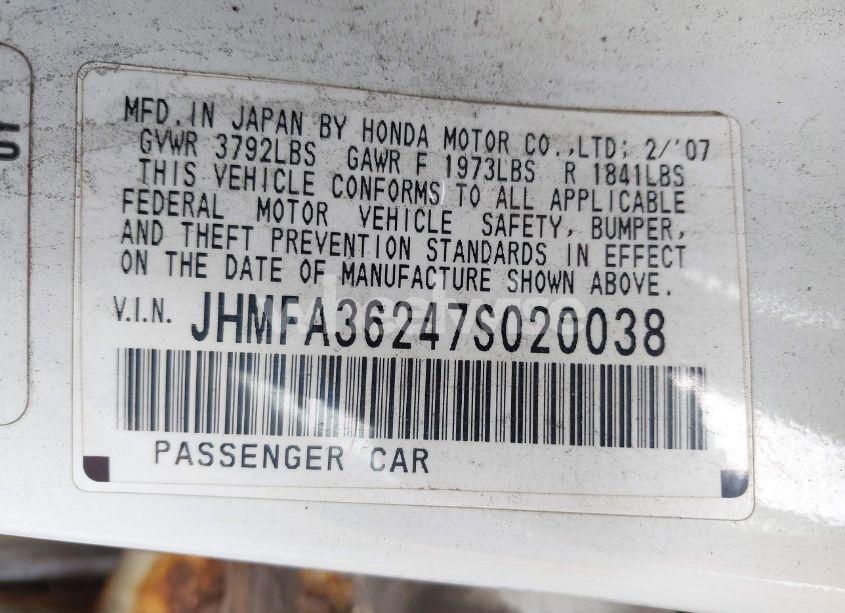 MFD. IN JAPAN BY HONDA MOTOR CO.,LTD; 2/'07
GVWR 3792LBS GAWR F 1973LBS R 1841LBS
THIS VEHICLE CONFORMS TO ALL APPLICABLE
FEDERAL MOTOR VEHICLE SAFETY, BUMPER,
AND THEFT PREVENTION STANDARDS IN EFFECT
ON THE DATE OF MANUFACTURE SHOWN ABOVE.
V.I.N. JHMFA36247S020038
PASSENGER CAR